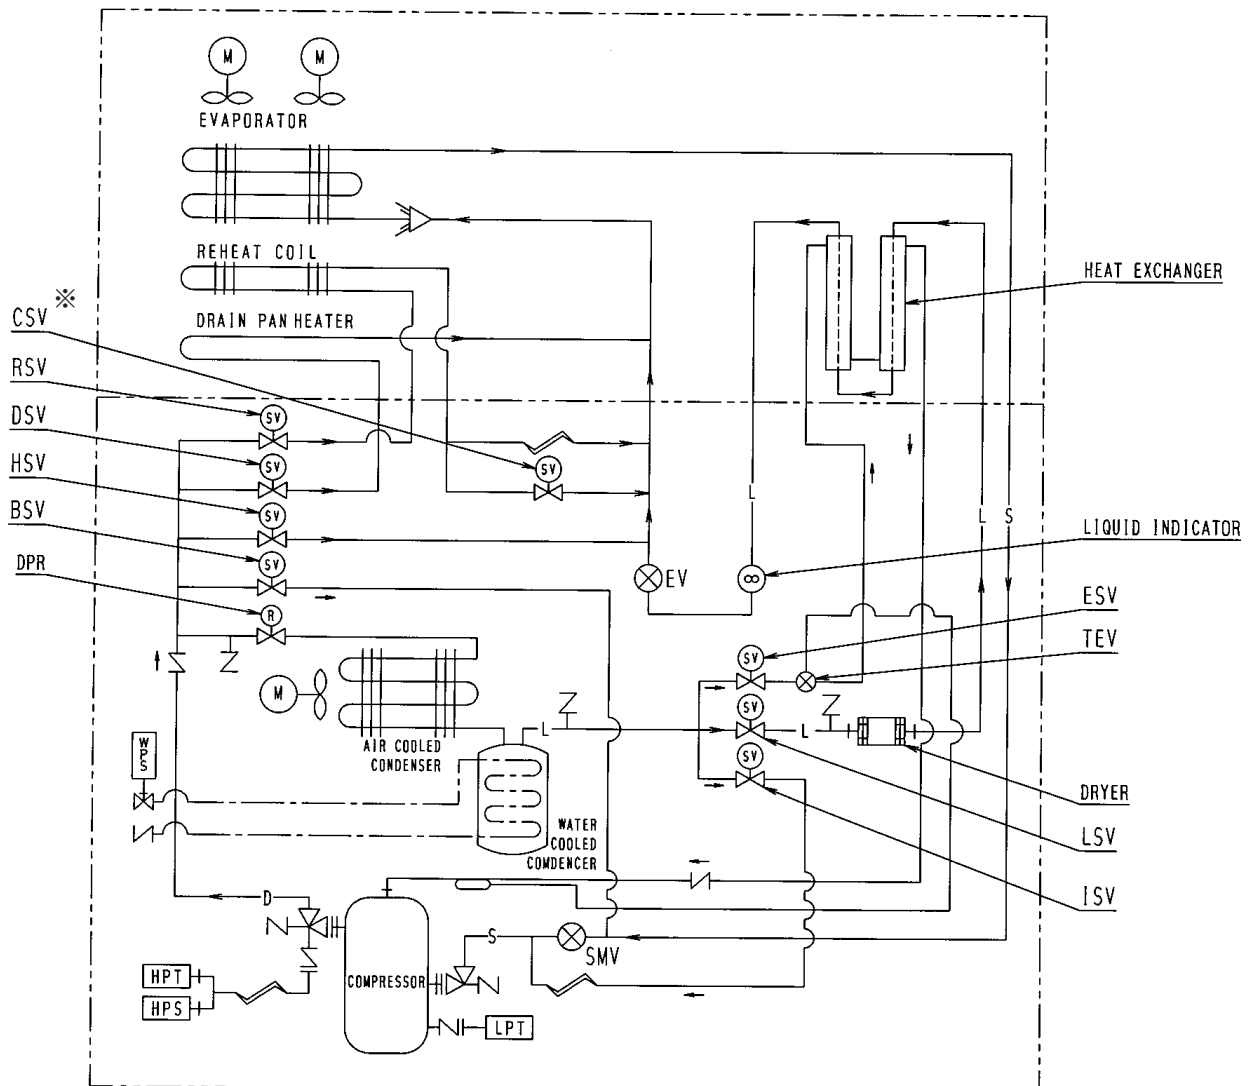 M
M
EVAPORATOR
REHEAT COIL
HEAT EXCHANGER
CSV※
DRAIN PAN HEATER
RSV
SV
DSV
SV
SV
HSV
SV
L
L
S
BSV
SV
LIQUID INDICATOR
DPR
EV
∞
ESV
R
TEV
SV
M
SV
L
L
AIR COOLED
CONDENSER
WPS
SV
DRYER
WATER
COOLED
COMDENCER
LSV
D
ISV
S
SMV
HPT
COMPRESSOR
HPS
LPT